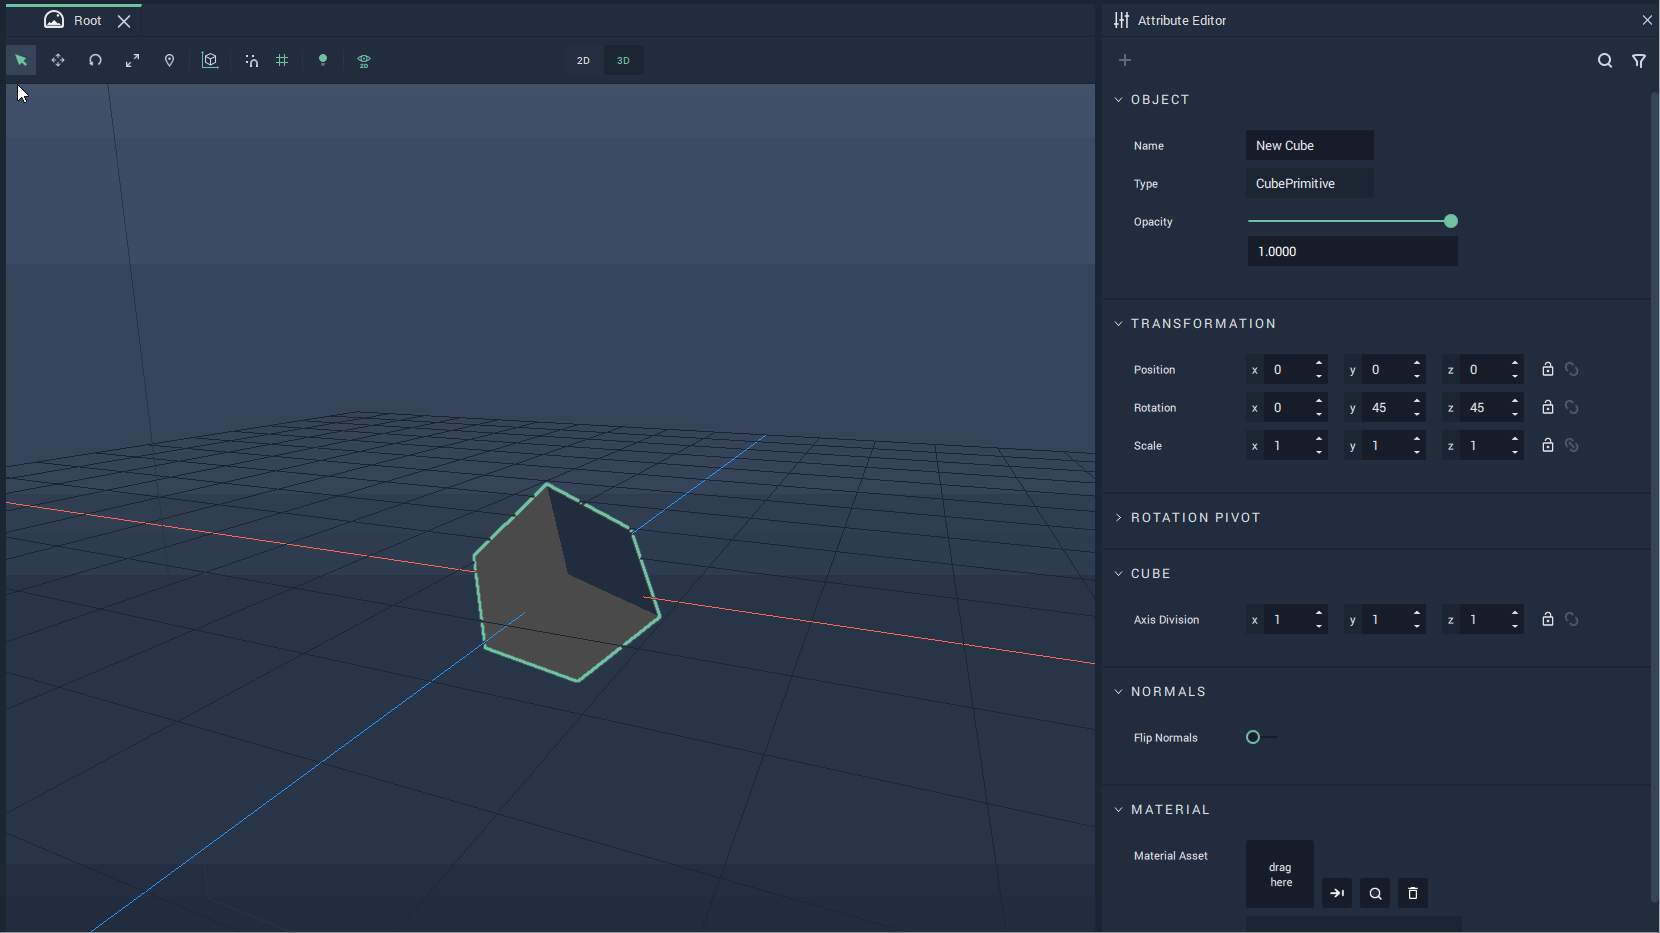 Root
Attribute Editor
2D
3D
2D
OBJECT
Name
New Cube
Type
CubePrimitive
Opacity
1.0000
TRANSFORMATION
Position x 0 y 0 z 0
Rotation x 0 y 45 z 45
Scale x 1 y 1 z 1
ROTATION PIVOT
CUBE
Axis Division x 1 y 1 z 1
NORMALS
Flip Normals
MATERIAL
Material Asset
drag
here